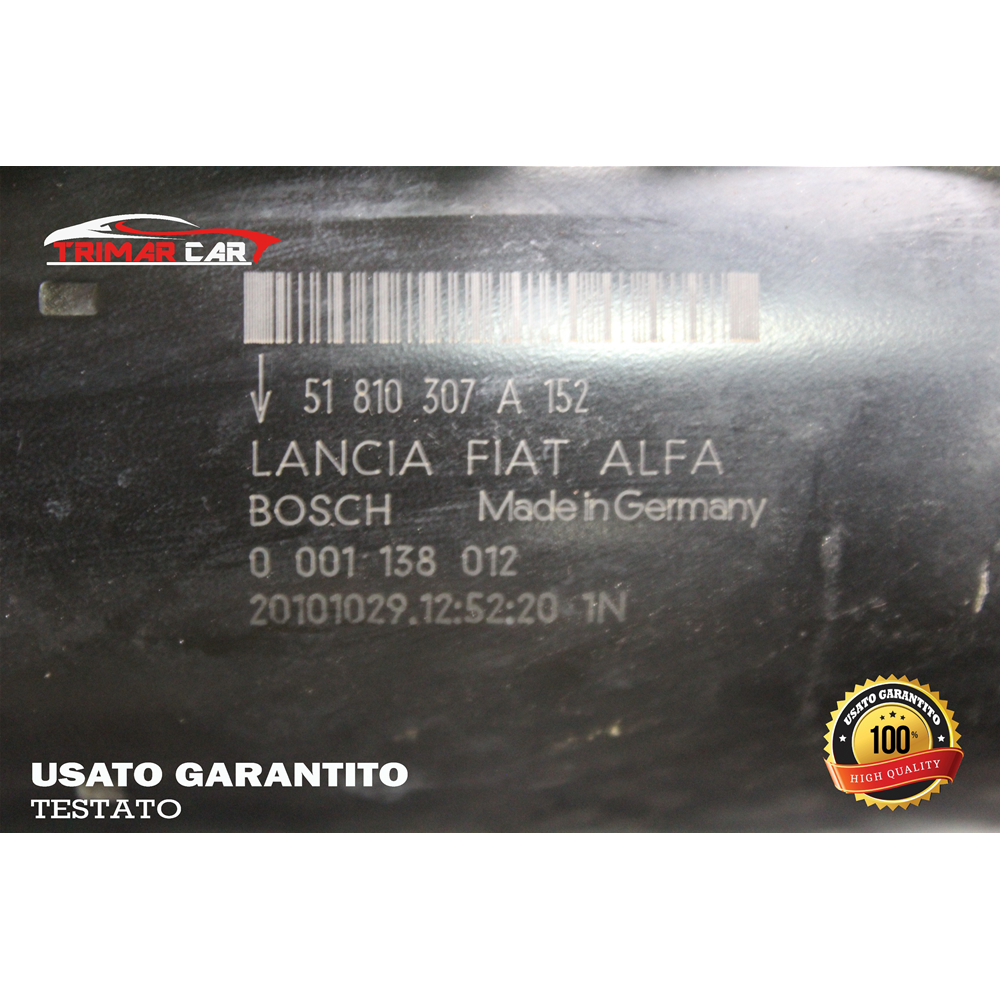 TRIMAR CAR
51 810 307 A 152
LANCIA FIAT ALFA
BOSCH Made in Germany
0 001 138 012
20101029.12:52:20 1N
USATO GARANTITO
100%
HIGH QUALITY
USATO GARANTITO
TESTATO